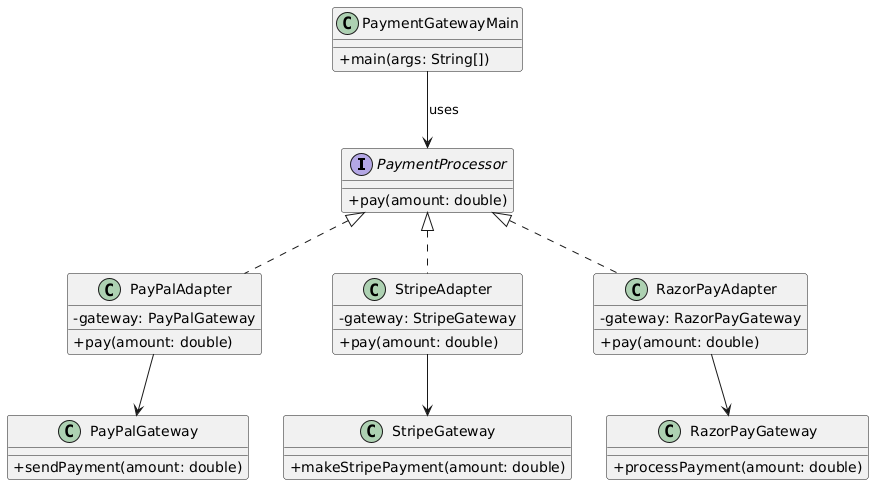 C PaymentGatewayMain
+main(args: String[])
uses
I PaymentProcessor
+pay(amount: double)
C PayPalAdapter
-gateway: PayPalGateway
+pay(amount: double)
C StripeAdapter
-gateway: StripeGateway
+pay(amount: double)
C RazorPayAdapter
-gateway: RazorPayGateway
+pay(amount: double)
C PayPalGateway
+sendPayment(amount: double)
C StripeGateway
+makeStripePayment(amount: double)
C RazorPayGateway
+processPayment(amount: double)